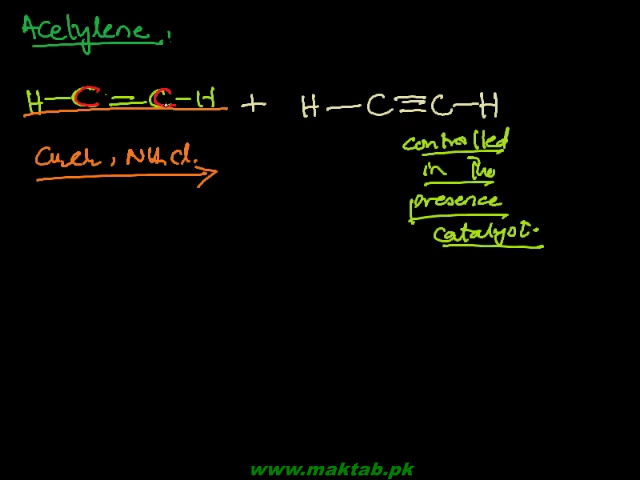 Acetylene.
H—C≡C—H + H—C≡C—H
controlled
CuCl, NH4Cl.
in the
presence
catalyst.
www.maktab.pk